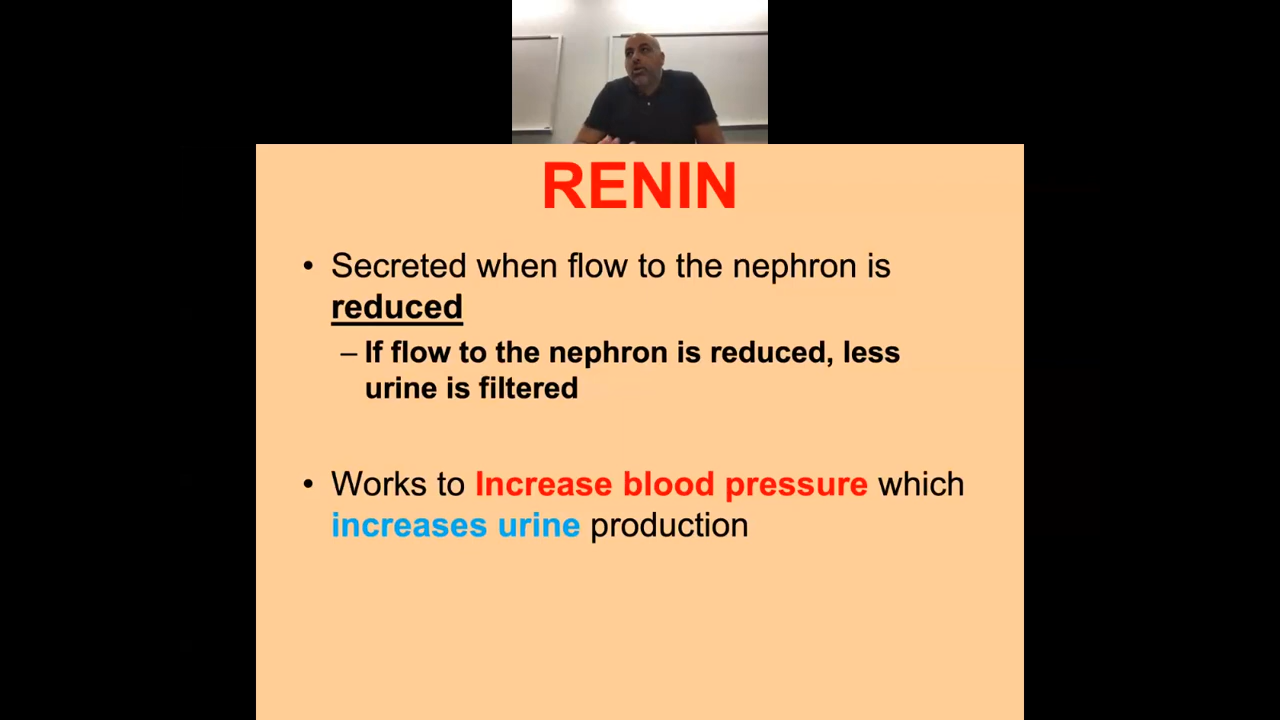 RENIN
• Secreted when flow to the nephron is
reduced
– If flow to the nephron is reduced, less
urine is filtered
• Works to Increase blood pressure which
increases urine production